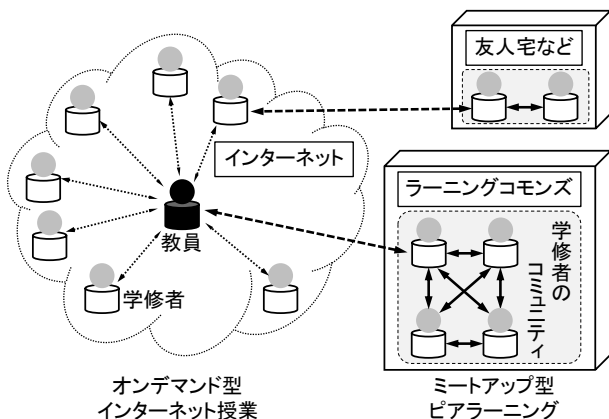 友人宅など
インターネット
ラーニングコモンズ
教員
学修者の
コミュニティ
学修者
オンデマンド型
インターネット授業
ミートアップ型
ピアラーニング